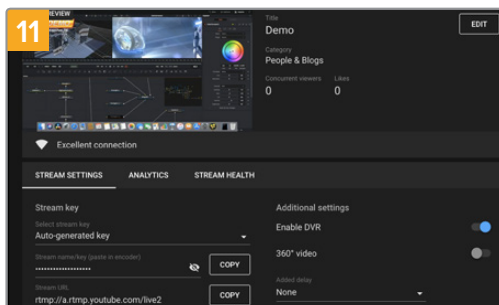 11
PREVIEW
Title
Demo
EDIT
Category
People & Blogs
Concurrent viewers Likes
0 0
Excellent connection
STREAM SETTINGS ANALYTICS STREAM HEALTH
Stream key Additional settings
Select stream key
Auto-generated key
Enable DVR
Stream name/key (paste in encoder)
COPY
360° video
Stream URL
rtmp://a.rtmp.youtube.com/live2
COPY
Added delay
None